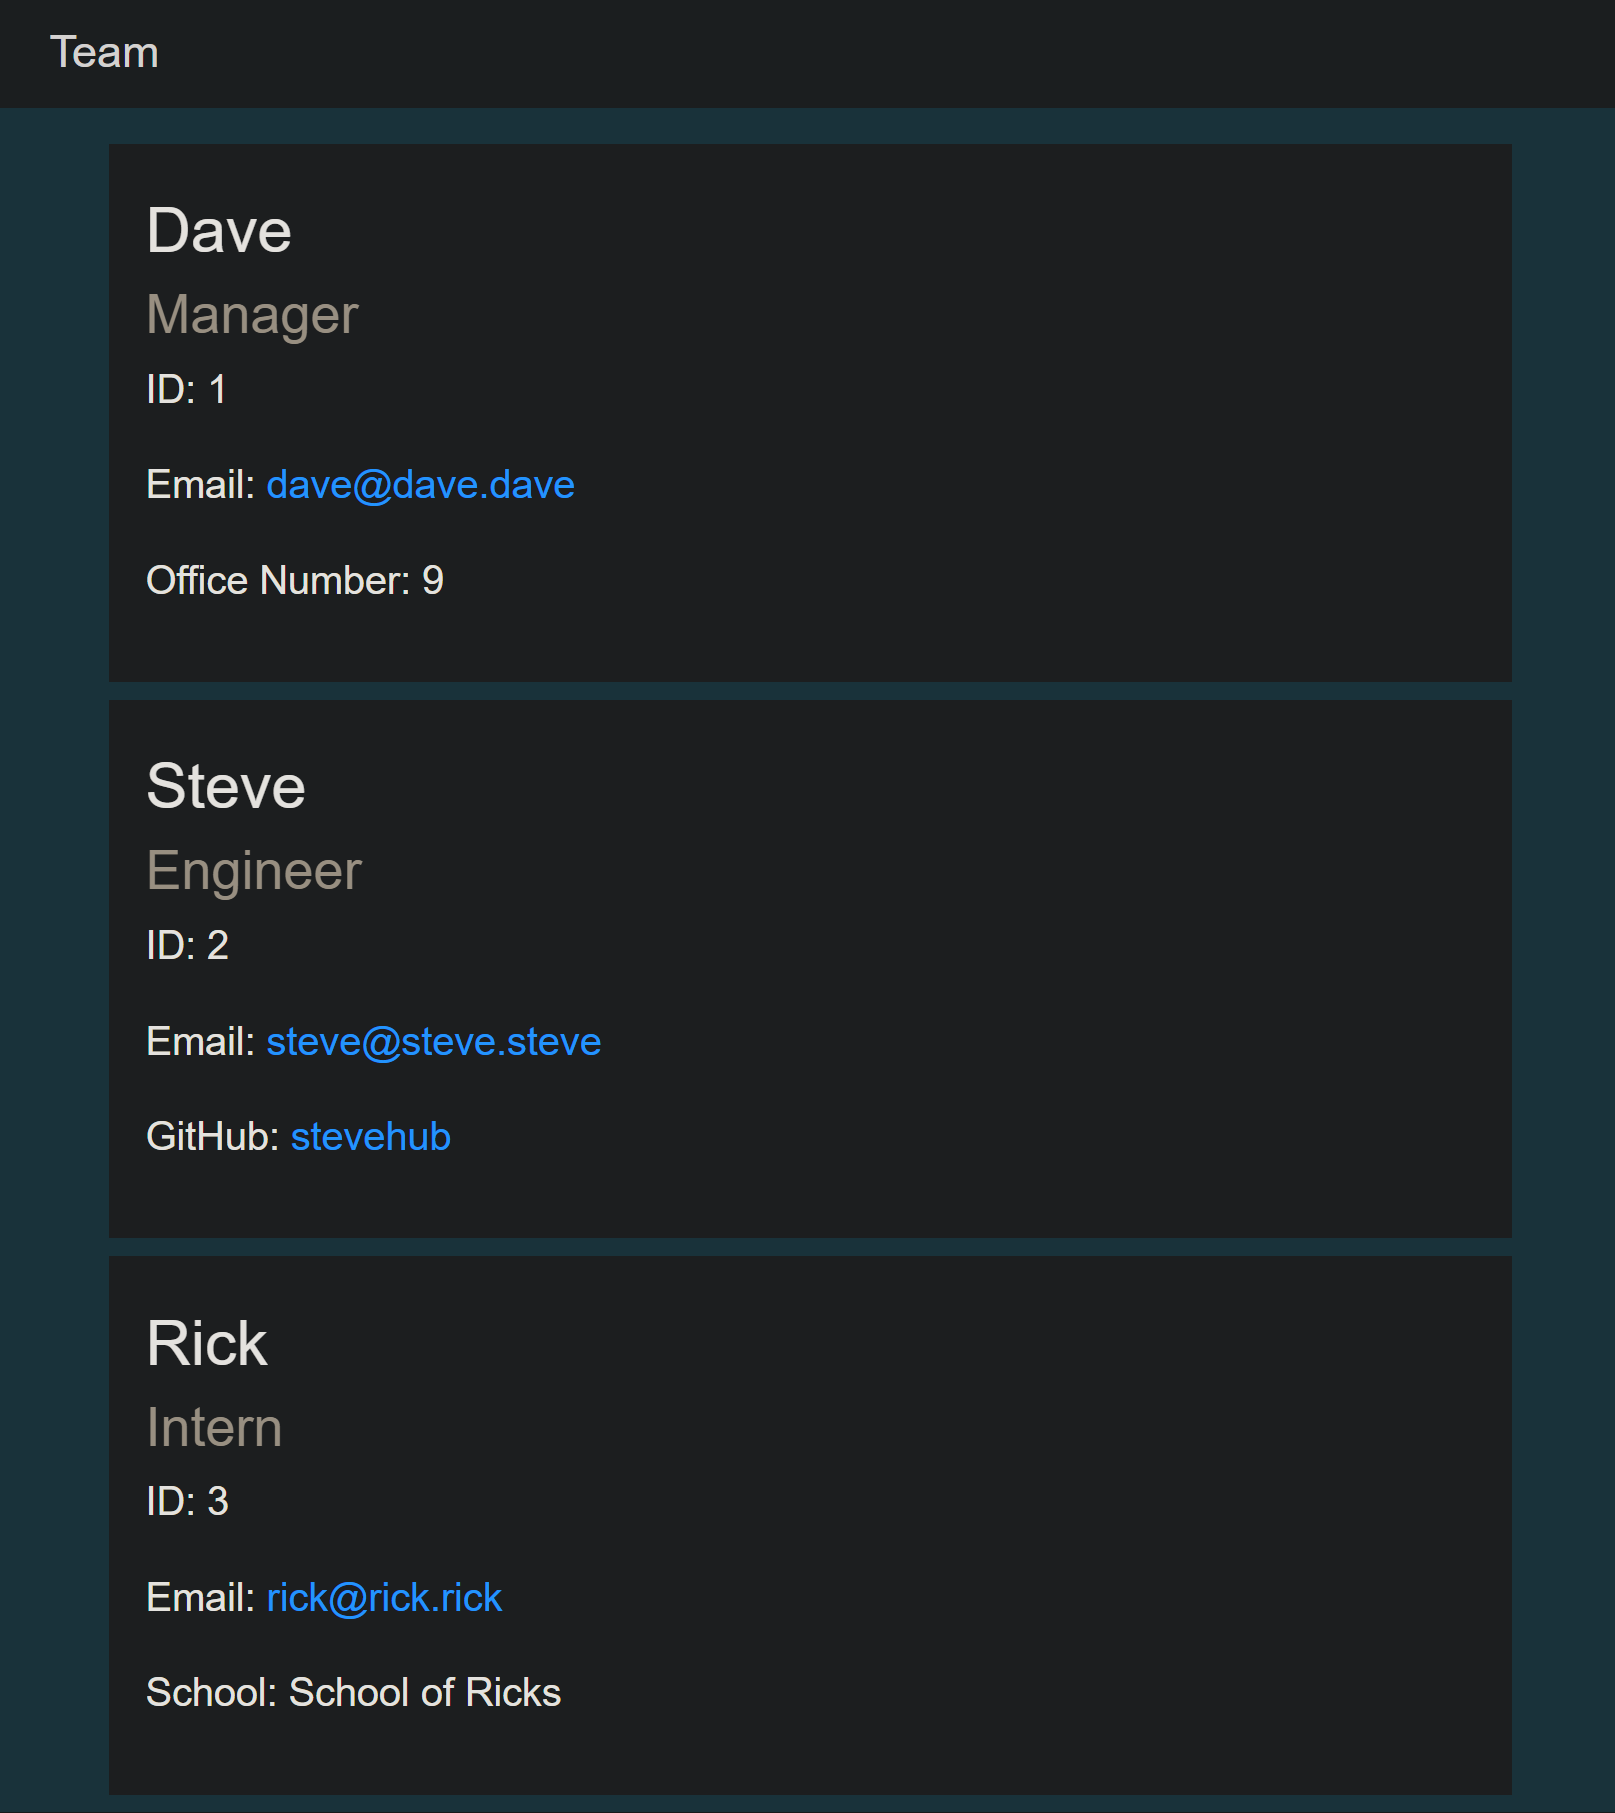 Team
Dave
Manager
ID: 1
Email: dave@dave.dave
Office Number: 9
Steve
Engineer
ID: 2
Email: steve@steve.steve
GitHub: stevehub
Rick
Intern
ID: 3
Email: rick@rick.rick
School: School of Ricks